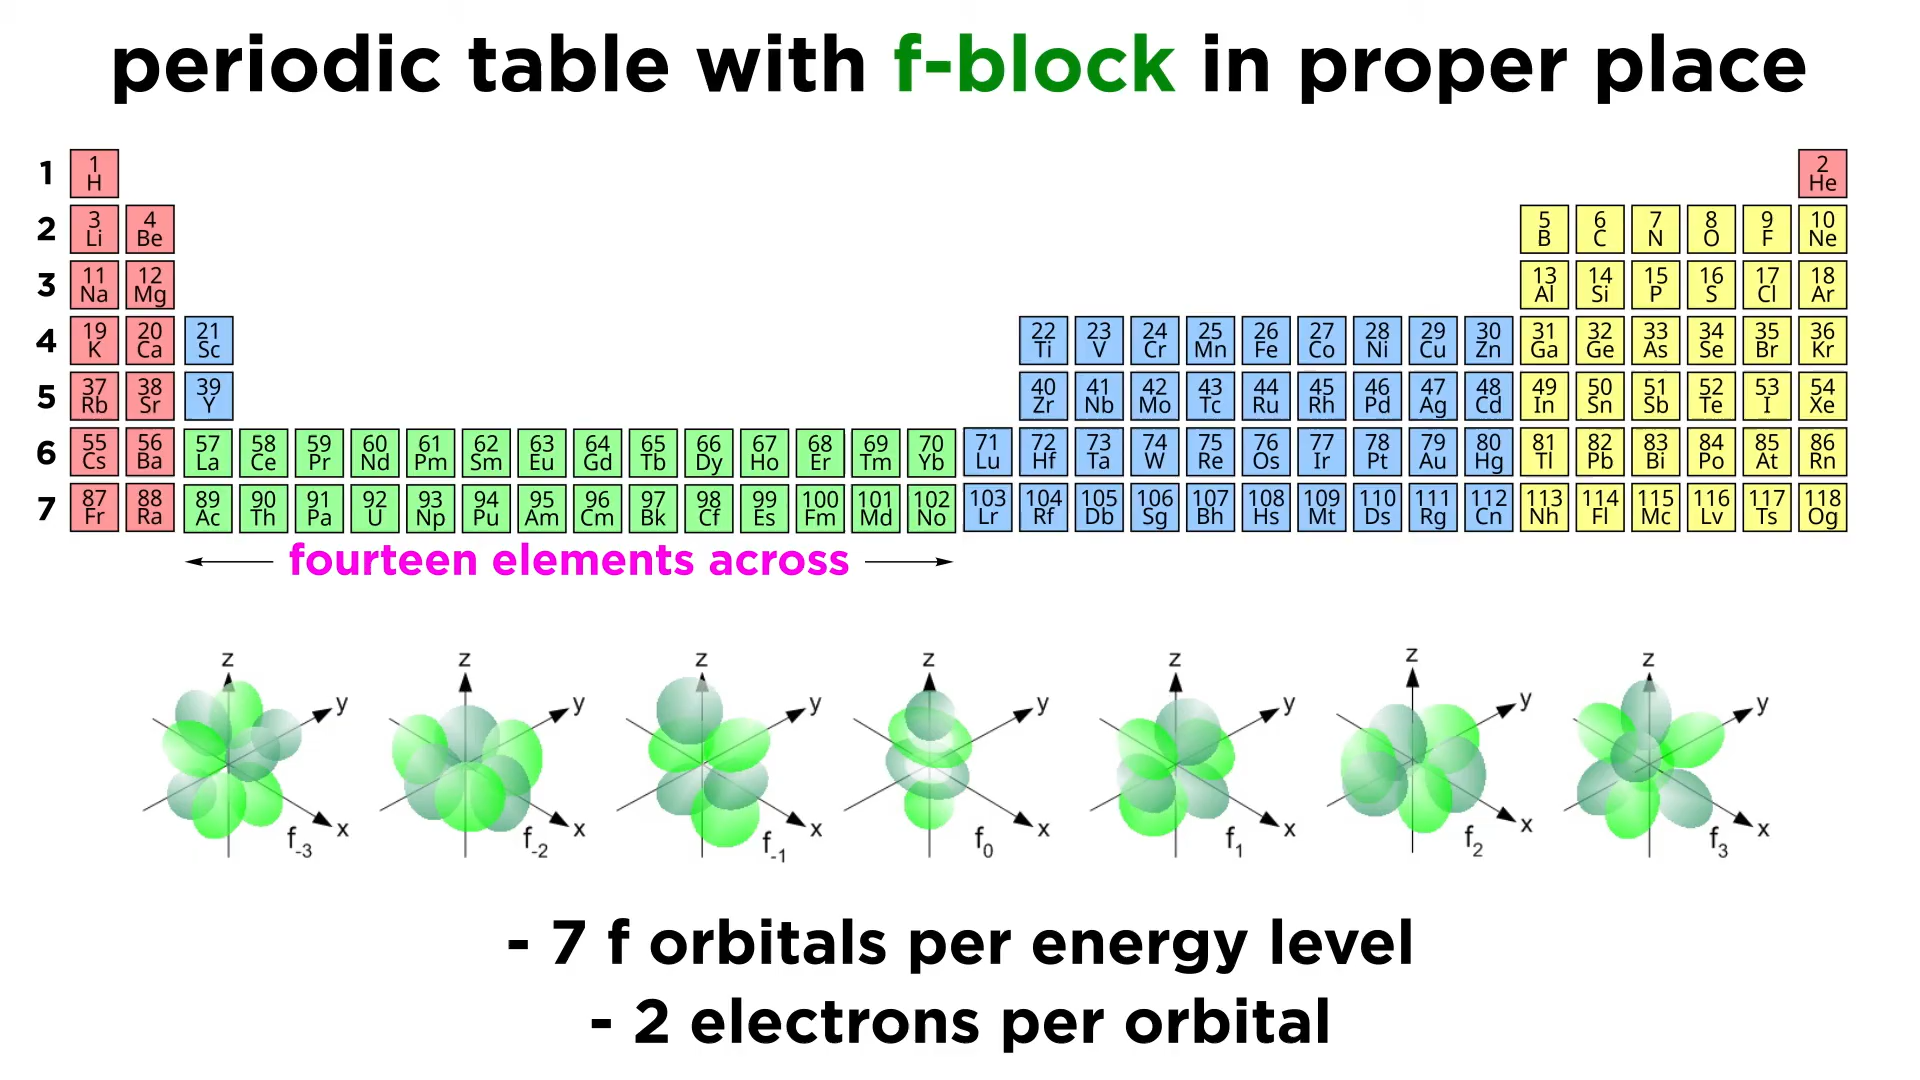 periodic table with f-block in proper place
1 1 H 2 He
2 3 Li 4 Be 5 B 6 C 7 N 8 O 9 F 10 Ne
3 11 Na 12 Mg 13 Al 14 Si 15 P 16 S 17 Cl 18 Ar
4 19 K 20 Ca 21 Sc 22 Ti 23 V 24 Cr 25 Mn 26 Fe 27 Co 28 Ni 29 Cu 30 Zn 31 Ga 32 Ge 33 As 34 Se 35 Br 36 Kr
5 37 Rb 38 Sr 39 Y 40 Zr 41 Nb 42 Mo 43 Tc 44 Ru 45 Rh 46 Pd 47 Ag 48 Cd 49 In 50 Sn 51 Sb 52 Te 53 I 54 Xe
6 55 Cs 56 Ba 57 La 58 Ce 59 Pr 60 Nd 61 Pm 62 Sm 63 Eu 64 Gd 65 Tb 66 Dy 67 Ho 68 Er 69 Tm 70 Yb 71 Lu 72 Hf 73 Ta 74 W 75 Re 76 Os 77 Ir 78 Pt 79 Au 80 Hg 81 Tl 82 Pb 83 Bi 84 Po 85 At 86 Rn
7 87 Fr 88 Ra 89 Ac 90 Th 91 Pa 92 U 93 Np 94 Pu 95 Am 96 Cm 97 Bk 98 Cf 99 Es 100 Fm 101 Md 102 No 103 Lr 104 Rf 105 Db 106 Sg 107 Bh 108 Hs 109 Mt 110 Ds 111 Rg 112 Cn 113 Nh 114 Fl 115 Mc 116 Lv 117 Ts 118 Og
fourteen elements across
z y x f-3
z y x f-2
z y x f-1
z y x f0
z y x f1
z y x f2
z y x f3
- 7 f orbitals per energy level
- 2 electrons per orbital